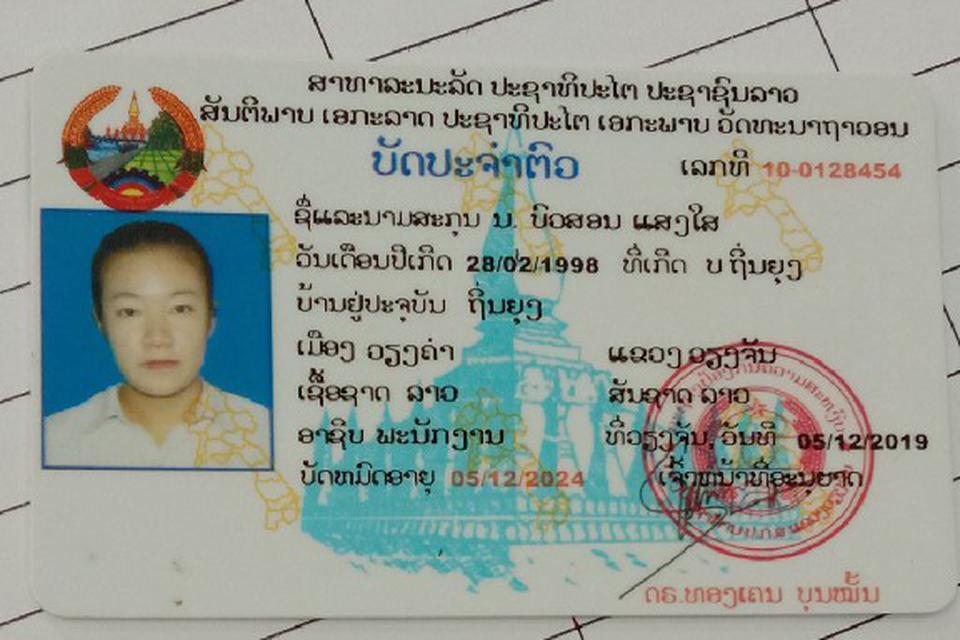 ສາທາລະນະລັດ ປະຊາທິປະໄຕ ປະຊາຊົນລາວ
ສັນຕິພາບ ເອກະລາດ ປະຊາທິປະໄຕ ເອກະພາບ ວັດທະນາຖາວອນ
ບັດປະຈຳຕົວ
ເລກທີ 10-0128454
ຊື່ແລະນາມສະກຸນ ນ. ບົວສອນ ແສງໃສ
ວັນເດືອນປີເກີດ 28/02/1998 ທີ່ເກີດ ບ ຖິ່ນຍຸງ
ບ້ານຢູ່ປະຈຸບັນ ຖິ່ນຍຸງ
ເມືອງ ວຽງຄຳ ແຂວງ ວຽງຈັນ
ເຊື້ອຊາດ ລາວ ສັນຊາດ ລາວ
ອາຊີບ ພະນັກງານ ທີ່ວຽງຈັນ, ວັນທີ 05/12/2019
ບັດຫມົດອາຍຸ 05/12/2024 ເຈົ້າຫນ້າທີ່ອະນຸຍາດ
ດຣ.ທອງເຄນ ບຸນໝັ້ນ